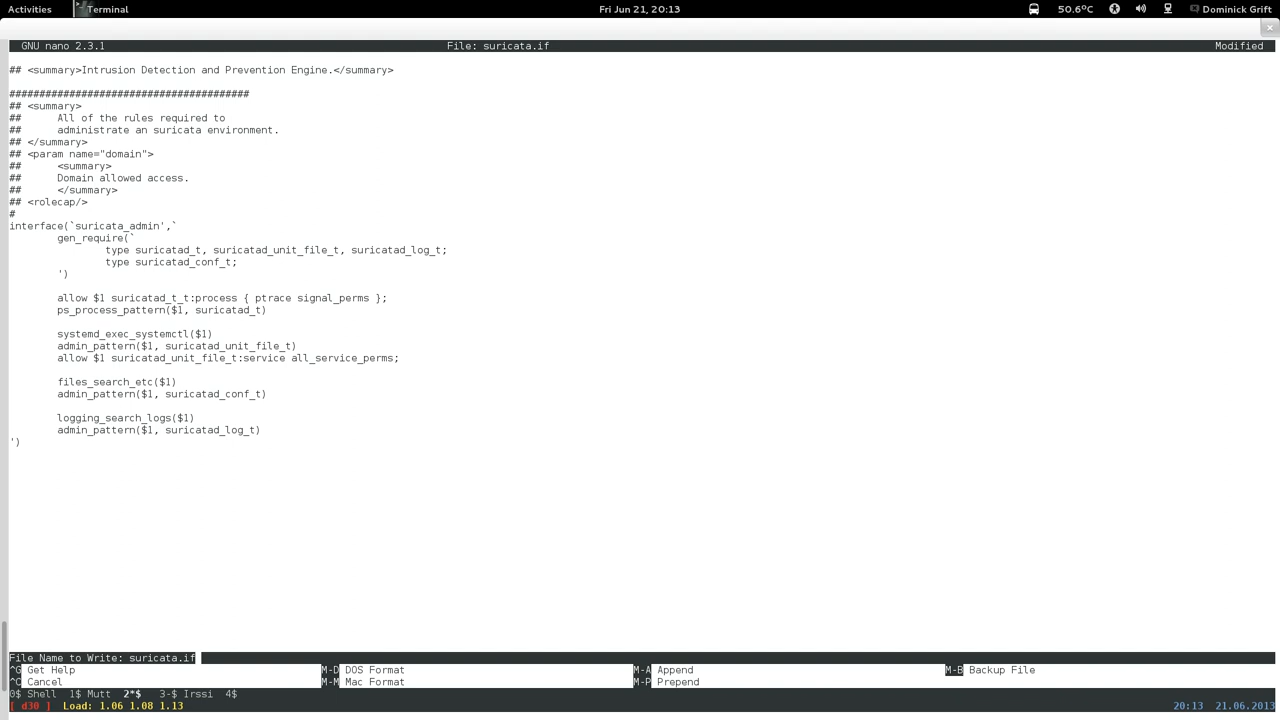 Activities Terminal Fri Jun 21, 20:13 50.6°C Dominick Grift
GNU nano 2.3.1 File: suricata.if Modified
## <summary>Intrusion Detection and Prevention Engine.</summary>
########################################
## <summary>
## All of the rules required to
## administrate an suricata environment.
## </summary>
## <param name="domain">
## <summary>
## Domain allowed access.
## </summary>
## <rolecap/>
#
interface(`suricata_admin',`
gen_require(`
type suricatad_t, suricatad_unit_file_t, suricatad_log_t;
type suricatad_conf_t;
')
allow $1 suricatad_t_t:process { ptrace signal_perms };
ps_process_pattern($1, suricatad_t)
systemd_exec_systemctl($1)
admin_pattern($1, suricatad_unit_file_t)
allow $1 suricatad_unit_file_t:service all_service_perms;
files_search_etc($1)
admin_pattern($1, suricatad_conf_t)
logging_search_logs($1)
admin_pattern($1, suricatad_log_t)
')
File Name to Write: suricata.if
^G Get Help M-D DOS Format M-A Append M-B Backup File
^C Cancel M-M Mac Format M-P Prepend
0$ Shell 1$ Mutt 2*$ 3-$ Irssi 4$
[ d30 ] Load: 1.06 1.08 1.13 20:13 21.06.2013